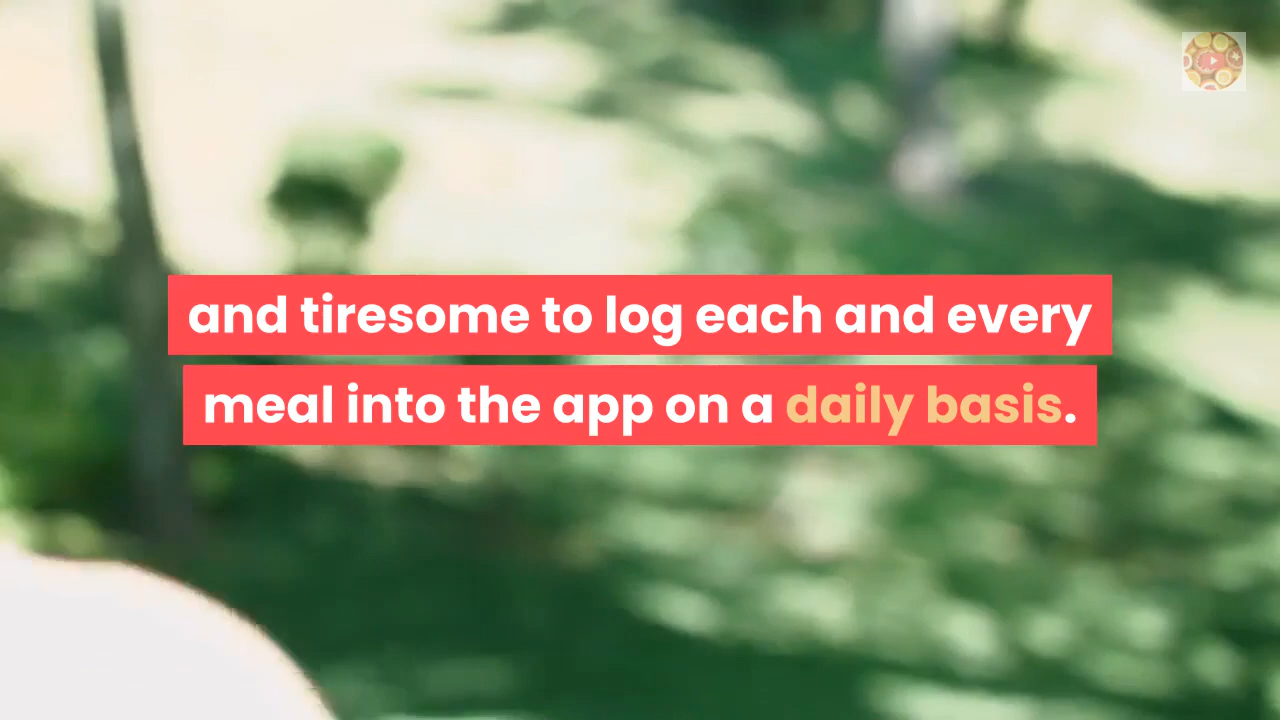 and tiresome to log each and every
meal into the app on a daily basis.